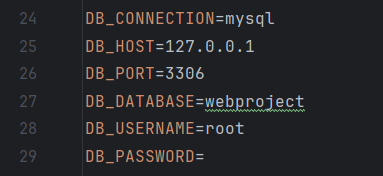 24 DB_CONNECTION=mysql
25 DB_HOST=127.0.0.1
26 DB_PORT=3306
27 DB_DATABASE=webproject
28 DB_USERNAME=root
29 DB_PASSWORD=